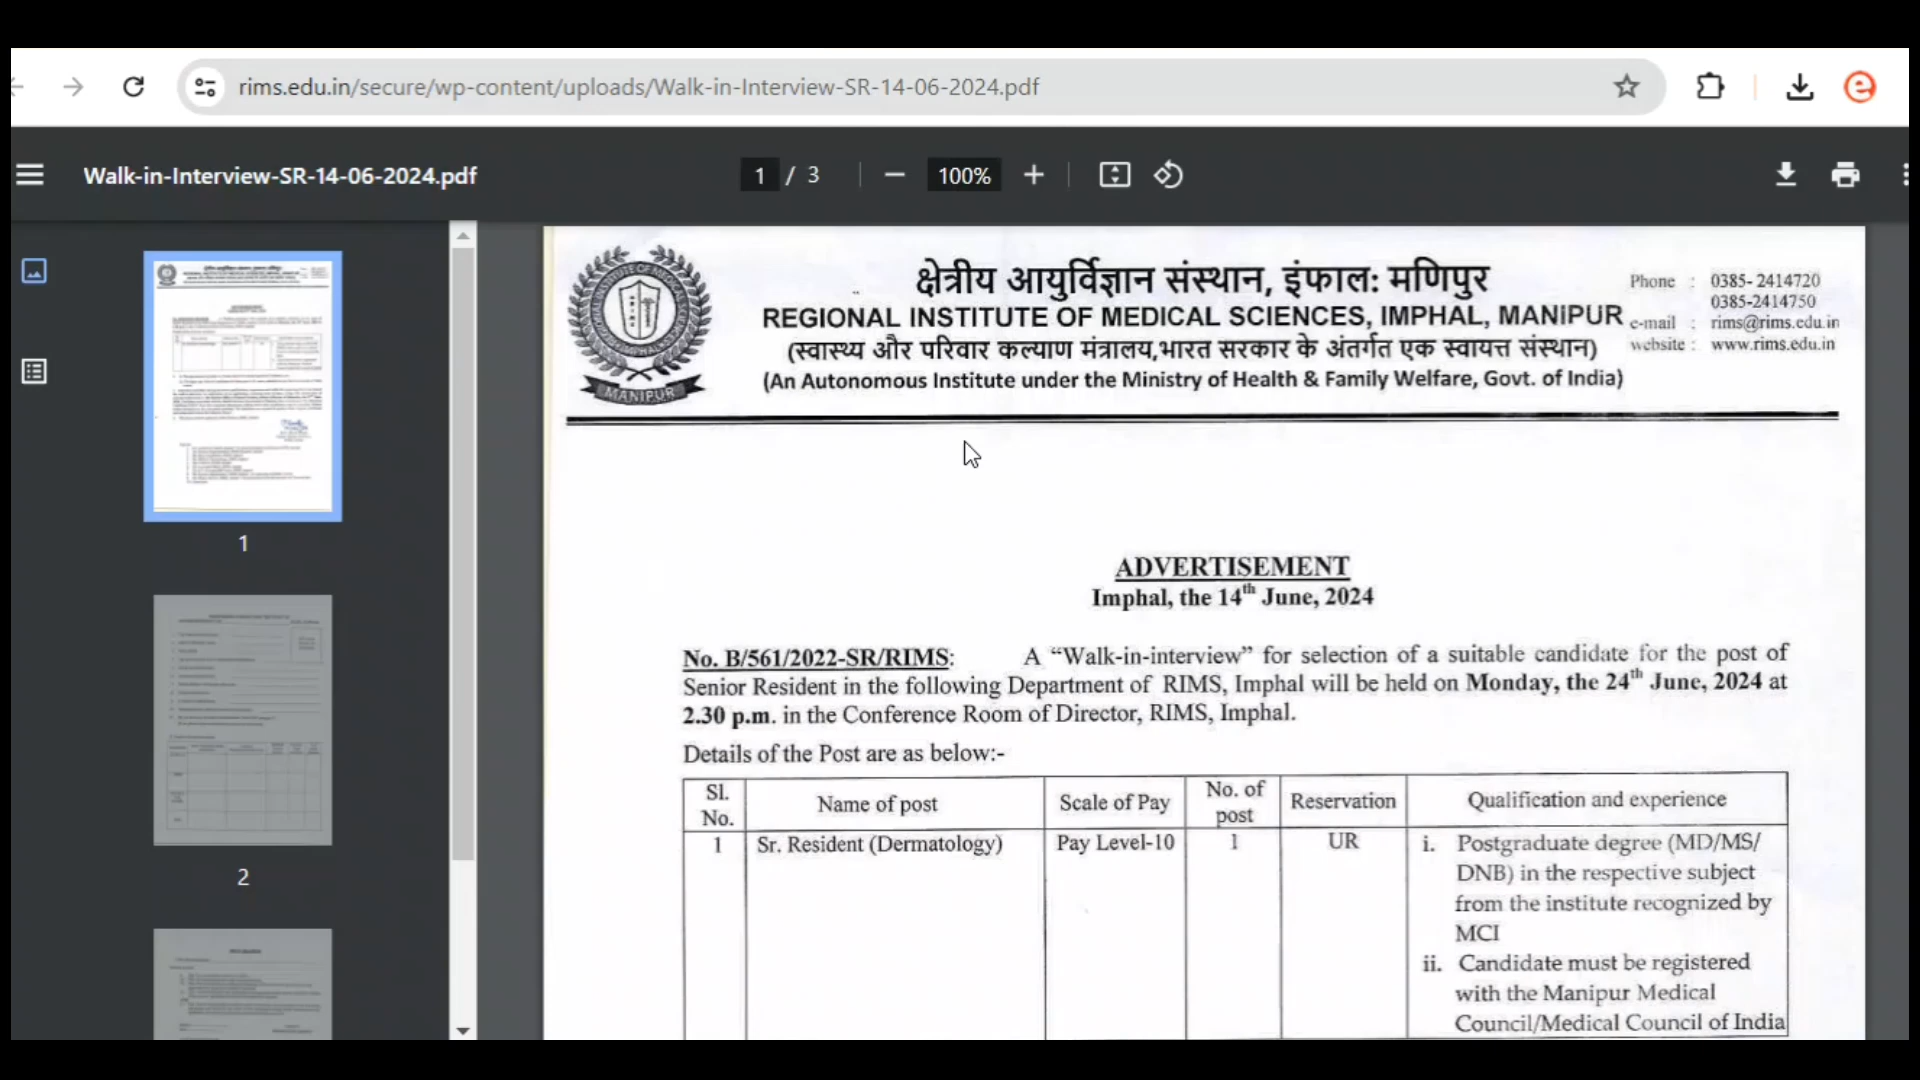 rims.edu.in/secure/wp-content/uploads/Walk-in-Interview-SR-14-06-2024.pdf
Walk-in-Interview-SR-14-06-2024.pdf
1 / 3
100%
1
2
क्षेत्रीय आयुर्विज्ञान संस्थान, इंफाल: मणिपुर
REGIONAL INSTITUTE OF MEDICAL SCIENCES, IMPHAL, MANIPUR
(स्वास्थ्य और परिवार कल्याण मंत्रालय,भारत सरकार के अंतर्गत एक स्वायत्त संस्थान)
(An Autonomous Institute under the Ministry of Health & Family Welfare, Govt. of India)
MANIPUR
Phone : 0385- 2414720
0385-2414750
e-mail : rims@rims.edu.in
website : www.rims.edu.in
ADVERTISEMENT
Imphal, the 14th June, 2024
No. B/561/2022-SR/RIMS: A “Walk-in-interview” for selection of a suitable candidate for the post of
Senior Resident in the following Department of RIMS, Imphal will be held on Monday, the 24th June, 2024 at
2.30 p.m. in the Conference Room of Director, RIMS, Imphal.
Details of the Post are as below:-
Sl. No. Name of post Scale of Pay No. of post Reservation Qualification and experience
1 Sr. Resident (Dermatology) Pay Level-10 1 UR i. Postgraduate degree (MD/MS/
DNB) in the respective subject
from the institute recognized by
MCI
ii. Candidate must be registered
with the Manipur Medical
Council/Medical Council of India